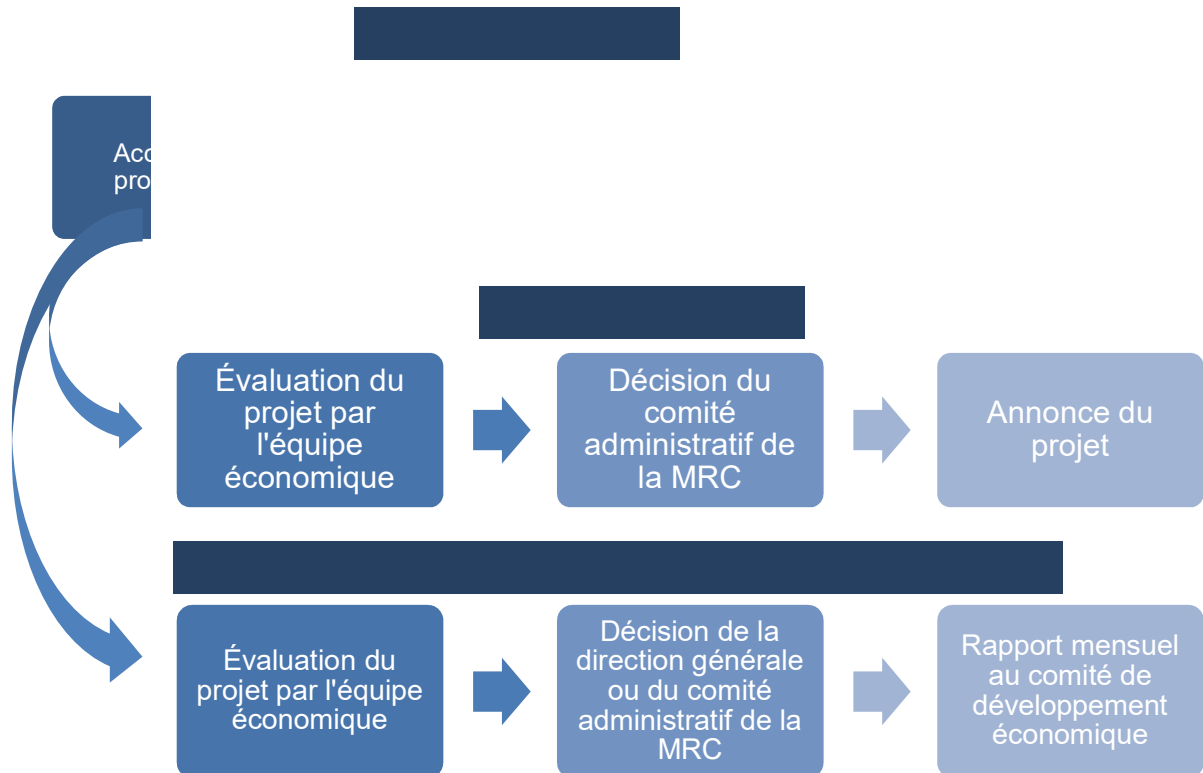 Évaluation du
projet par
l'équipe
économique
Décision du
comité
administratif de
la MRC
Annonce du
projet
Évaluation du
projet par l'équipe
économique
Décision de la
direction générale
ou du comité
administratif de la
MRC
Rapport mensuel
au comité de
développement
économique